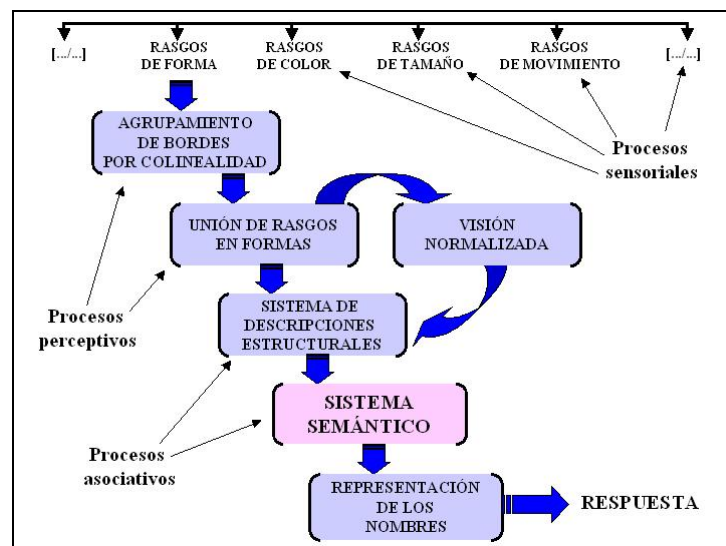 [.../...]
RASGOS
DE FORMA
RASGOS
DE COLOR
RASGOS
DE TAMAÑO
RASGOS
DE MOVIMIENTO
[.../...]
AGRUPAMIENTO
DE BORDES
POR COLINEALIDAD
Procesos
sensoriales
UNIÓN DE RASGOS
EN FORMAS
VISIÓN
NORMALIZADA
Procesos
perceptivos
SISTEMA DE
DESCRIPCIONES
ESTRUCTURALES
SISTEMA
SEMÁNTICO
Procesos
asociativos
REPRESENTACIÓN
DE LOS
NOMBRES
RESPUESTA